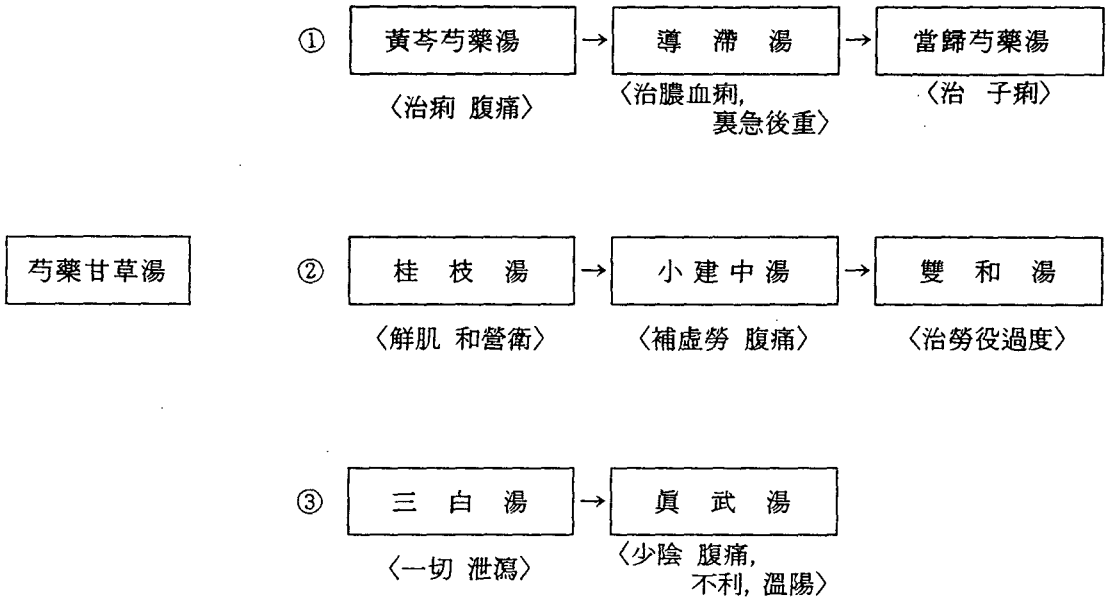 ① 黃芩芍藥湯 → 導滯湯 → 當歸芍藥湯
〈治痢 腹痛〉 〈治膿血痢, 〈治 子痢〉
裏急後重〉
芍藥甘草湯 ② 桂枝湯 → 小建中湯 → 雙和湯
〈鮮肌 和營衛〉 〈補虛勞 腹痛〉 〈治勞役過度〉
③ 三白湯 → 眞武湯
〈一切 泄瀉〉 〈少陰 腹痛,
不利, 溫陽〉